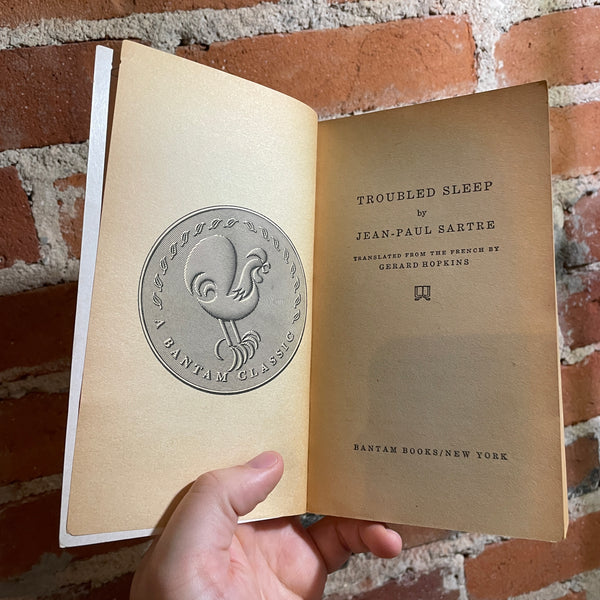 A BANTAM CLASSIC
TROUBLED SLEEP
by
JEAN-PAUL SARTRE
TRANSLATED FROM THE FRENCH BY
GERARD HOPKINS
BANTAM BOOKS/NEW YORK